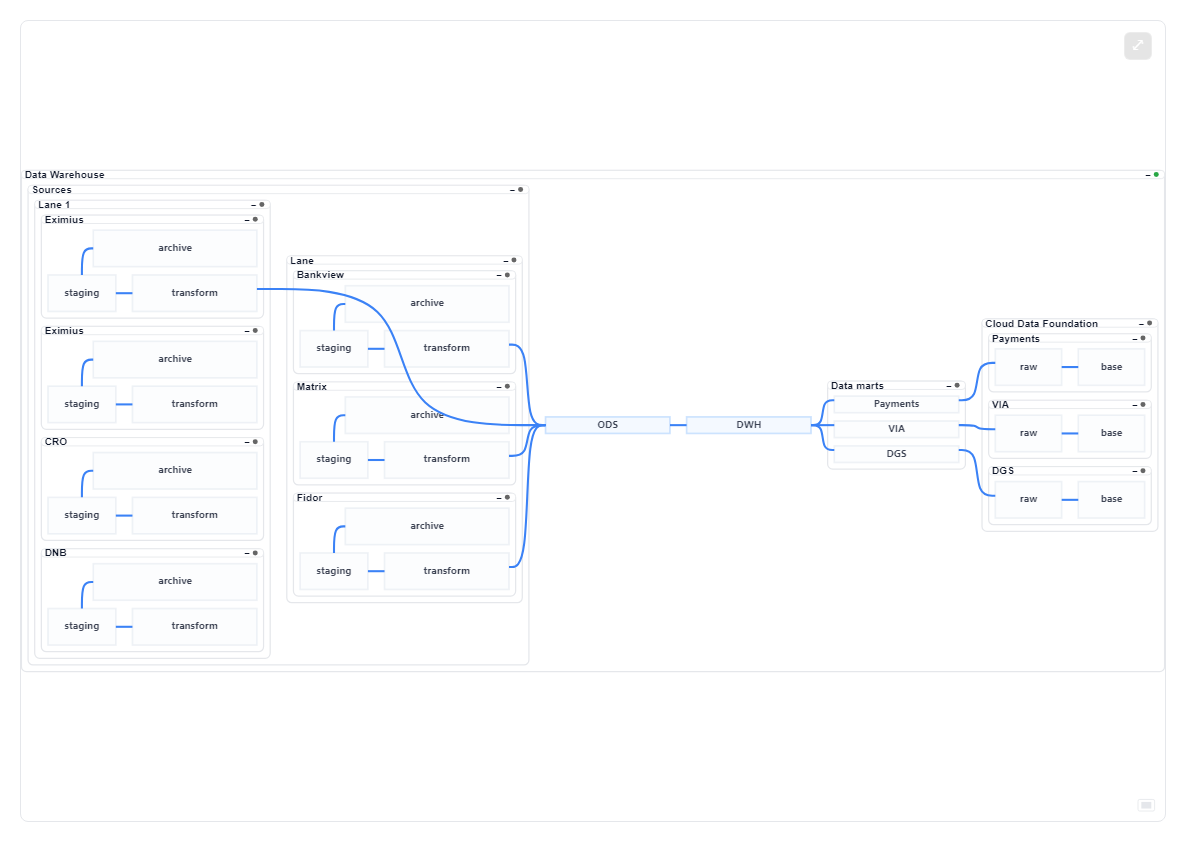 Data Warehouse
Sources
Lane 1
Eximius
archive
staging
transform
Eximius
archive
staging
transform
CRO
archive
staging
transform
DNB
archive
staging
transform
Lane
Bankview
archive
staging
transform
Matrix
archive
staging
transform
Fidor
archive
staging
transform
ODS
DWH
Data marts
Payments
VIA
DGS
Cloud Data Foundation
Payments
raw
base
VIA
raw
base
DGS
raw
base